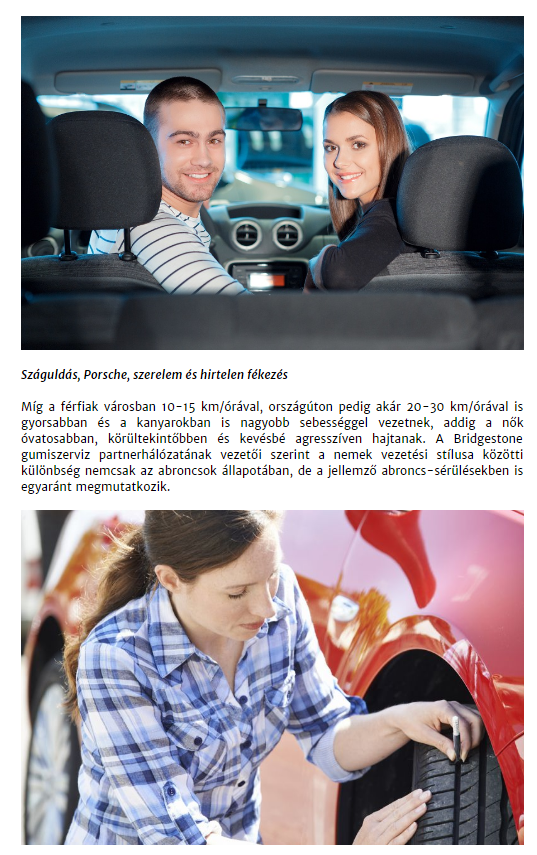 Száguldás, Porsche, szerelem és hirtelen fékezés
Míg a férfiak városban 10-15 km/órával, országúton pedig akár 20-30 km/órával is
gyorsabban és a kanyarokban is nagyobb sebességgel vezetnek, addig a nők
óvatosabban, körültekintőbben és kevésbé agresszíven hajtanak. A Bridgestone
gumiszerviz partnerhálózatának vezetői szerint a nemek vezetési stílusa közötti
különbség nemcsak az abroncsok állapotában, de a jellemző abroncs-sérülésekben is
egyaránt megmutatkozik.